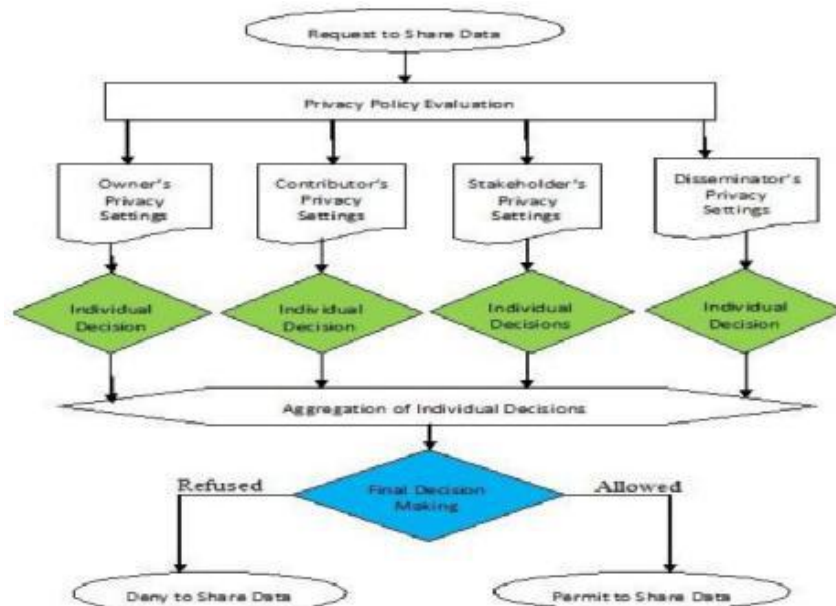 Request to Share Data
Privacy Policy Evaluation
Owner's
Privacy
Settings
Contributor's
Privacy
Settings
Stakeholder's
Privacy
Settings
Disseminator's
Privacy
Settings
Individual
Decision
Individual
Decision
Individual
Decisions
Individual
Decision
Aggregation of Individual Decisions
Final Decision
Making
Refused
Allowed
Deny to Share Data
Permit to Share Data